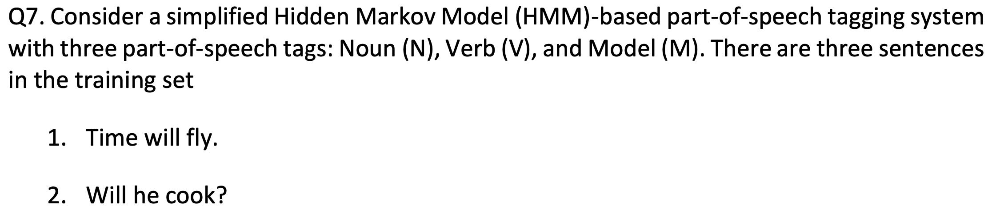 Q7. Consider a simplified Hidden Markov Model (HMM)-based part-of-speech tagging system
with three part-of-speech tags: Noun (N), Verb (V), and Model (M). There are three sentences
in the training set
1. Time will fly.
2. Will he cook?